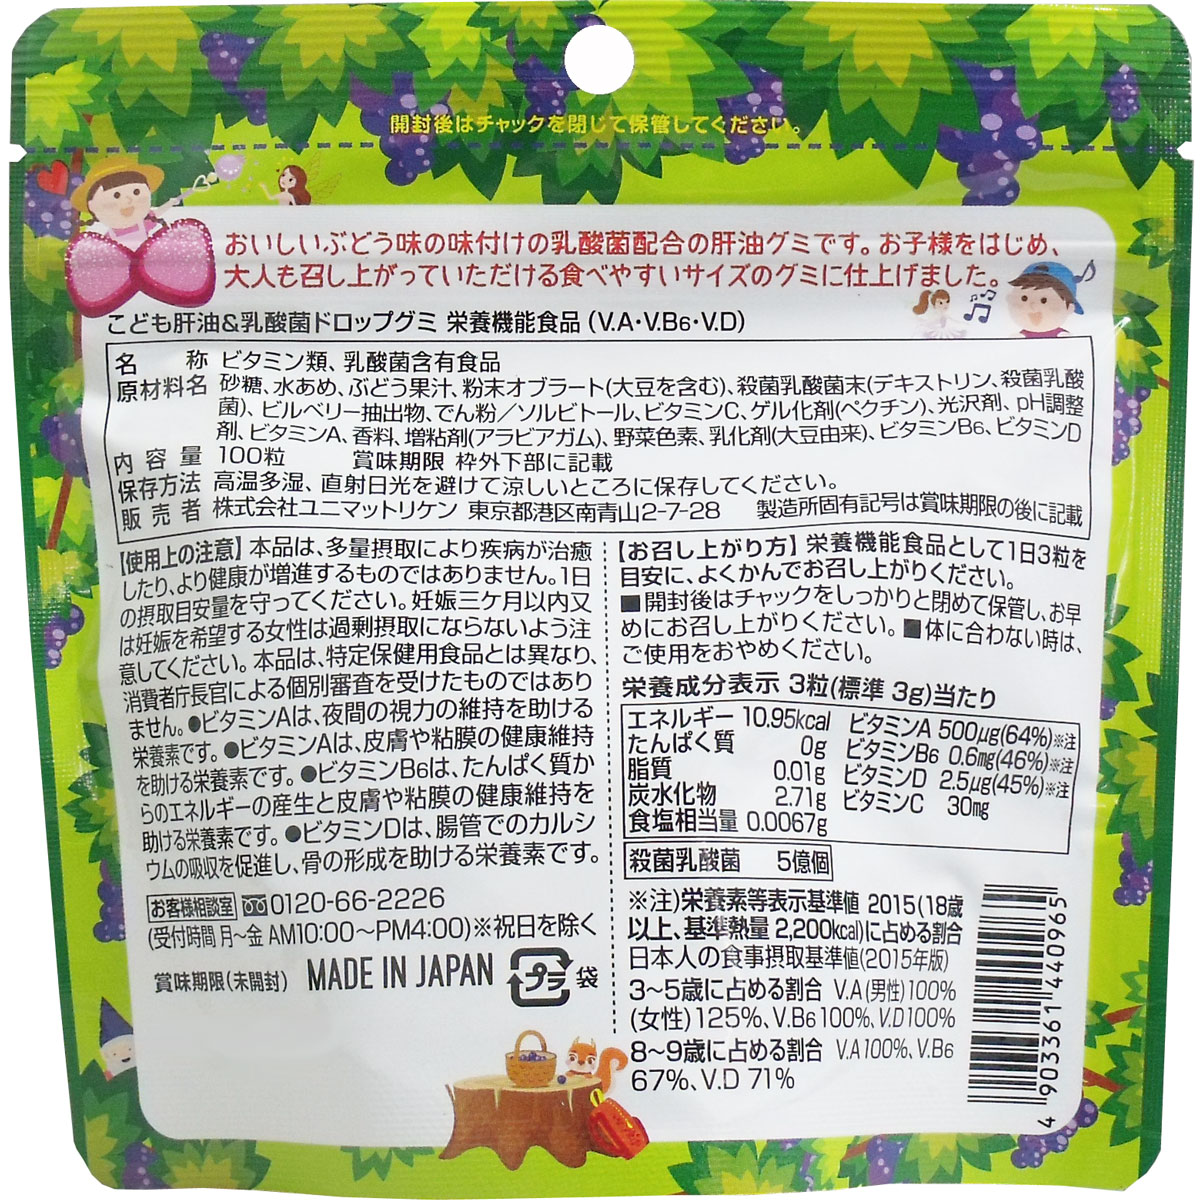 開封後はチャックを閉じて保管してください。
おいしいぶどう味の味付けの乳酸菌配合の肝油グミです。お子様をはじめ、
大人も召し上がっていただける食べやすいサイズのグミに仕上げました。
こども肝油&乳酸菌ドロップグミ 栄養機能食品(V.A・V.B6・V.D)
名称 ビタミン類、乳酸菌含有食品
原材料名 砂糖、水あめ、ぶどう果汁、粉末オブラート(大豆を含む)、殺菌乳酸菌末(デキストリン、殺菌乳酸
菌)、ビルベリー抽出物、でん粉／ソルビトール、ビタミンC、ゲル化剤(ペクチン)、光沢剤、pH調整
剤、ビタミンA、香料、増粘剤(アラビアガム)、野菜色素、乳化剤(大豆由来)、ビタミンB6、ビタミンD
内容量 100粒 賞味期限 枠外下部に記載
保存方法 高温多湿、直射日光を避けて涼しいところに保存してください。
販売者 株式会社ユニマットリケン 東京都港区南青山2-7-28 製造所固有記号は賞味期限の後に記載
【使用上の注意】本品は、多量摂取により疾病が治癒
したり、より健康が増進するものではありません。1日
の摂取目安量を守ってください。妊娠三ケ月以内又
は妊娠を希望する女性は過剰摂取にならないよう注
意してください。本品は、特定保健用食品とは異なり、
消費者庁長官による個別審査を受けたものではあり
ません。●ビタミンAは、夜間の視力の維持を助ける
栄養素です。●ビタミンAは、皮膚や粘膜の健康維持
を助ける栄養素です。●ビタミンB6は、たんぱく質か
らのエネルギーの産生と皮膚や粘膜の健康維持を
助ける栄養素です。●ビタミンDは、腸管でのカルシ
ウムの吸収を促進し、骨の形成を助ける栄養素です。
お客様相談室 0120-66-2226
(受付時間 月〜金 AM10:00〜PM4:00)※祝日を除く
賞味期限(未開封) MADE IN JAPAN プラ 袋
【お召し上がり方】栄養機能食品として1日3粒を
目安に、よくかんでお召し上がりください。
■開封後はチャックをしっかりと閉めて保管し、お早
めにお召し上がりください。■体に合わない時は、
ご使用をおやめください。
栄養成分表示 3粒(標準 3g)当たり
エネルギー 10.95kcal ビタミンA 500μg(64%)※注
たんぱく質 0g ビタミンB6 0.6mg(46%)※注
脂質 0.01g ビタミンD 2.5μg(45%)※注
炭水化物 2.71g ビタミンC 30mg
食塩相当量 0.0067g
殺菌乳酸菌 5億個
※注)栄養素等表示基準値 2015(18歳
以上、基準熱量 2,200kcal)に占める割合
日本人の食事摂取基準値(2015年版)
3〜5歳に占める割合 V.A(男性)100%
(女性)125%、V.B6 100%、V.D100%
8〜9歳に占める割合 V.A100%、V.B6
67%、V.D 71%
4 903361 440965